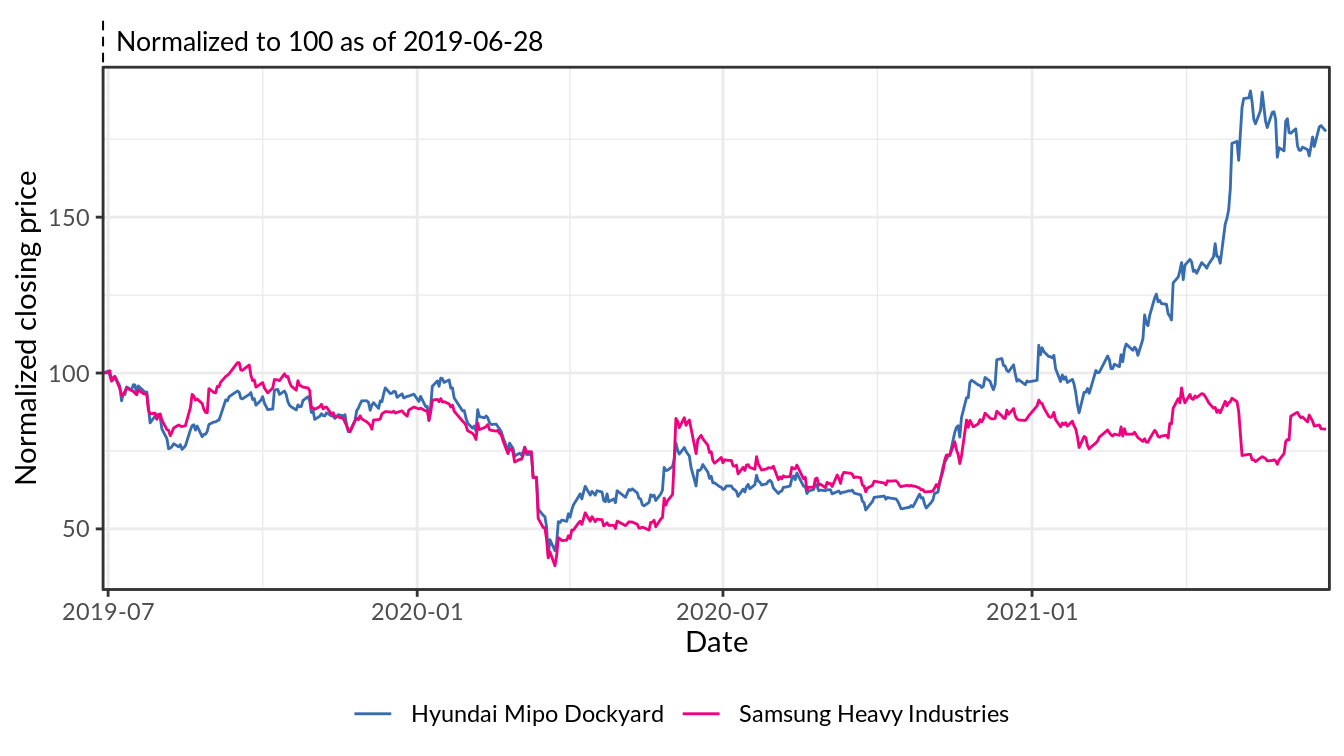 Normalized to 100 as of 2019-06-28
Normalized closing price
150
100
50
2019-07
2020-01
2020-07
2021-01
Date
Hyundai Mipo Dockyard
Samsung Heavy Industries